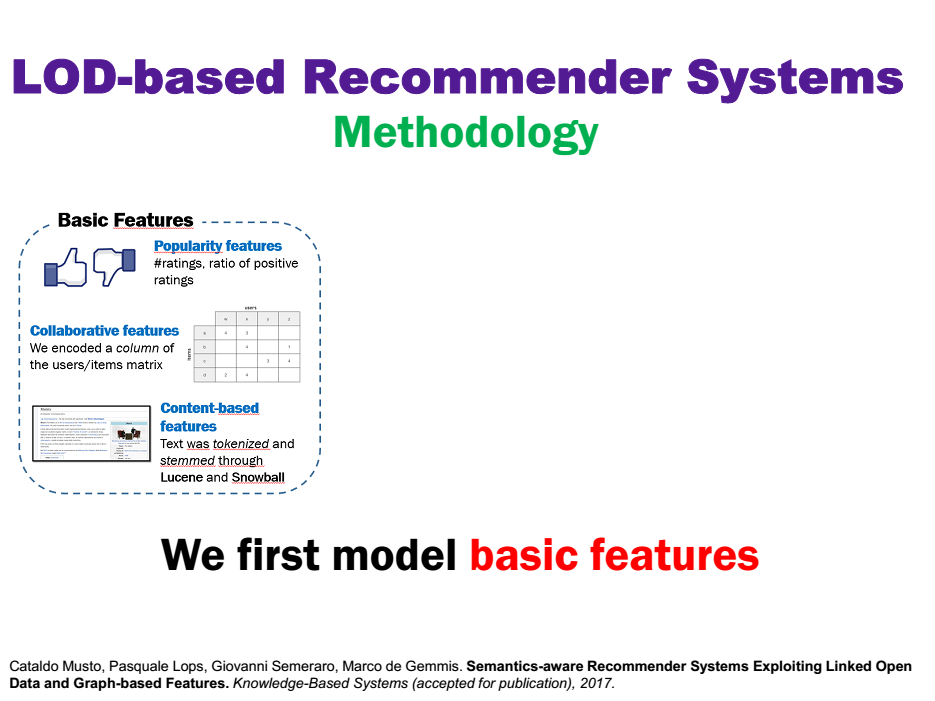 LOD-based Recommender Systems
Methodology
Basic Features
Popularity features
#ratings, ratio of positive
ratings
users
Collaborative features
We encoded a column of
the users/items matrix
items
a 4 3
b 4 1
c 3 4
d 2 4
Content-based
features
Text was tokenized and
stemmed through
Lucene and Snowball
We first model basic features
Cataldo Musto, Pasquale Lops, Giovanni Semeraro, Marco de Gemmis. Semantics-aware Recommender Systems Exploiting Linked Open
Data and Graph-based Features. Knowledge-Based Systems (accepted for publication), 2017.